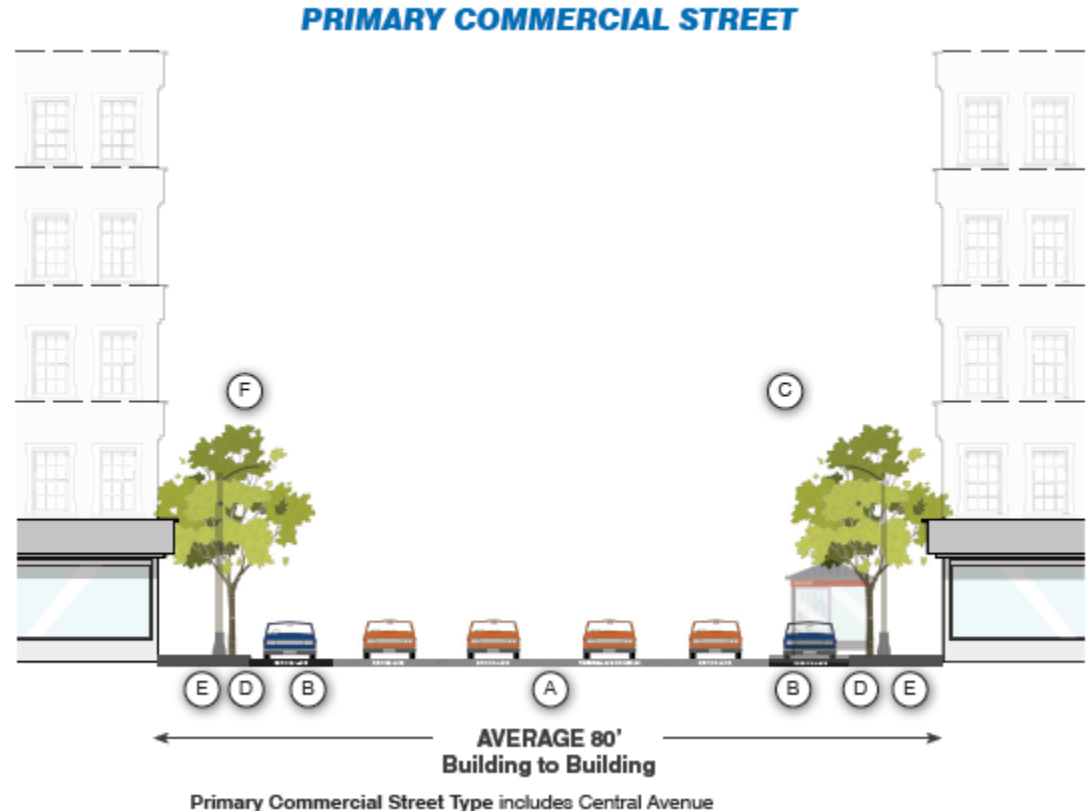 PRIMARY COMMERCIAL STREET
F
C
E D B A B D E
AVERAGE 80'
Building to Building
Primary Commercial Street Type includes Central Avenue